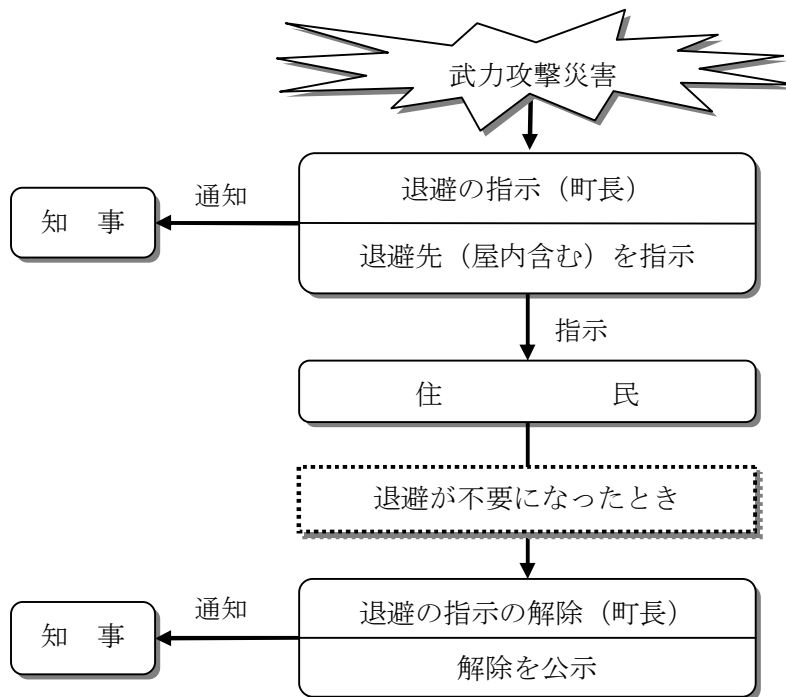 武力攻撃災害
退避の指示（町長）
通知
知　事
退避先（屋内含む）を指示
指示
住　　　　民
退避が不要になったとき
退避の指示の解除（町長）
通知
知　事
解除を公示